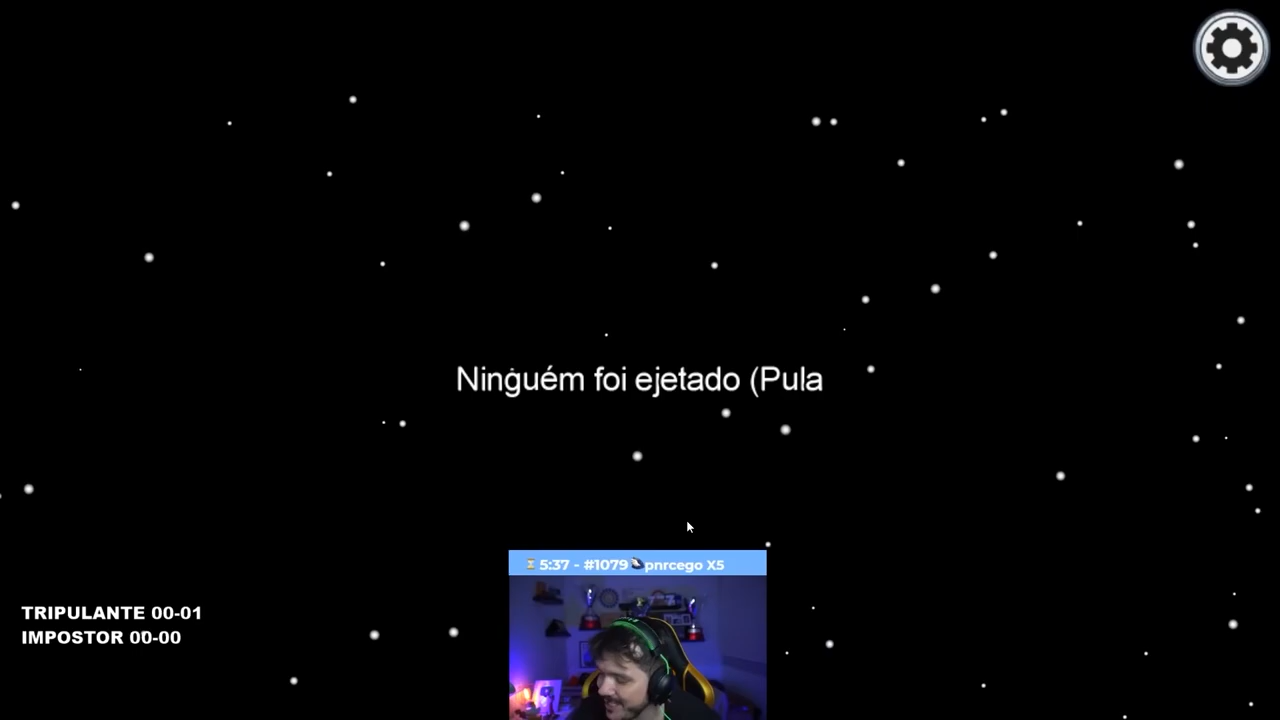 Ninguém foi ejetado (Pula
5:37 - #1079 pnrcego X5
TRIPULANTE 00-01
IMPOSTOR 00-00